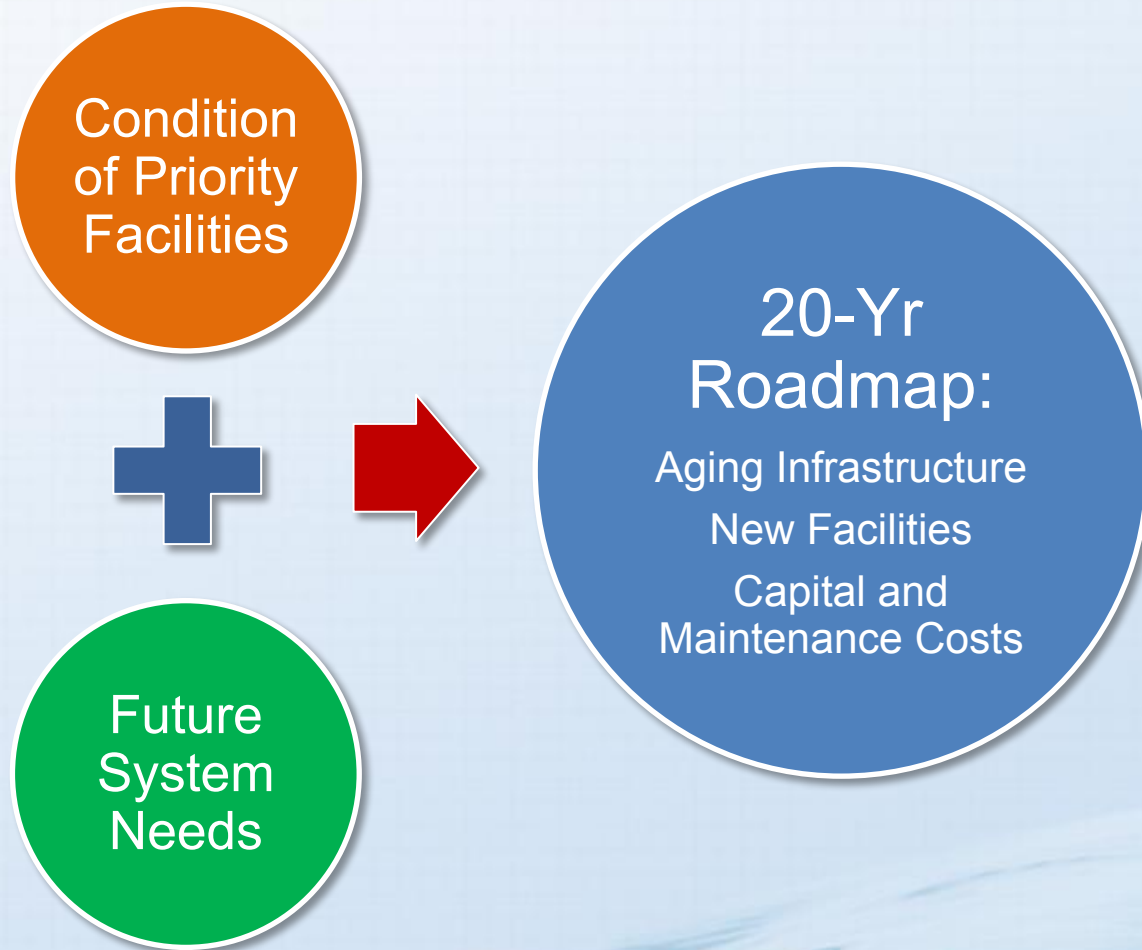 Condition
of Priority
Facilities
Future
System
Needs
20-Yr
Roadmap:
Aging Infrastructure
New Facilities
Capital and
Maintenance Costs